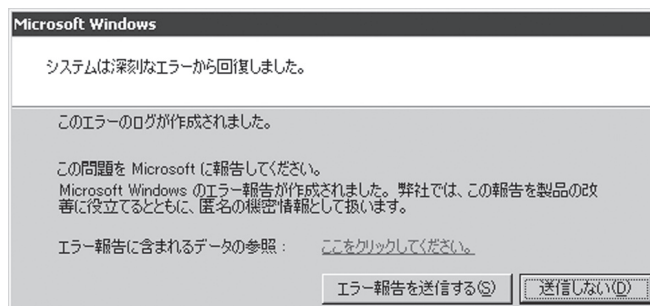 Microsoft Windows
システムは深刻なエラーから回復しました。
このエラーのログが作成されました。
この問題を Microsoft に報告してください。
Microsoft Windows のエラー報告が作成されました。弊社では、この報告を製品の改
善に役立てるとともに、匿名の機密情報として扱います。
エラー報告に含まれるデータの参照： ここをクリックしてください。
エラー報告を送信する(S) 送信しない(D)